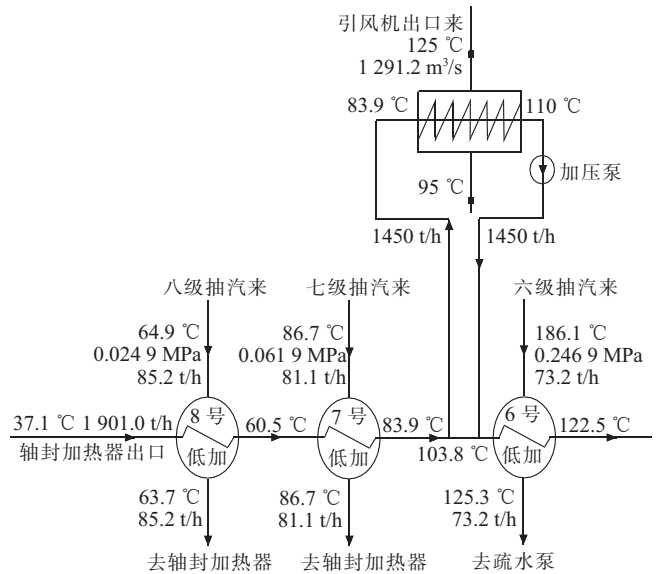 引风机出口来
125 ℃
1 291.2 m³/s
83.9 ℃
110 ℃
加压泵
95 ℃
1450 t/h
1450 t/h
八级抽汽来
七级抽汽来
六级抽汽来
64.9 ℃
0.024 9 MPa
85.2 t/h
86.7 ℃
0.061 9 MPa
81.1 t/h
186.1 ℃
0.246 9 MPa
73.2 t/h
37.1 ℃ 1 901.0 t/h
轴封加热器出口
8 号
低加
60.5 ℃
7 号
低加
83.9 ℃
103.8 ℃
6 号
低加
122.5 ℃
63.7 ℃
85.2 t/h
86.7 ℃
81.1 t/h
125.3 ℃
73.2 t/h
去轴封加热器
去轴封加热器
去疏水泵